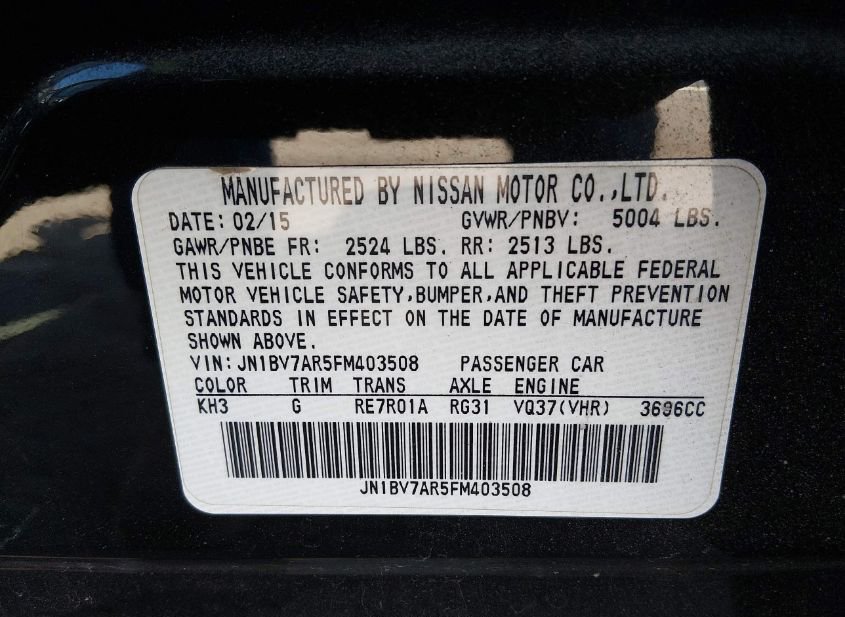 MANUFACTURED BY NISSAN MOTOR CO.,LTD.
DATE: 02/15 GVWR/PNBV: 5004 LBS.
GAWR/PNBE FR: 2524 LBS. RR: 2513 LBS.
THIS VEHICLE CONFORMS TO ALL APPLICABLE FEDERAL
MOTOR VEHICLE SAFETY,BUMPER,AND THEFT PREVENTION
STANDARDS IN EFFECT ON THE DATE OF MANUFACTURE
SHOWN ABOVE.
VIN: JN1BV7AR5FM403508 PASSENGER CAR
COLOR TRIM TRANS AXLE ENGINE
KH3 G RE7R01A RG31 VQ37(VHR) 3696CC
JN1BV7AR5FM403508